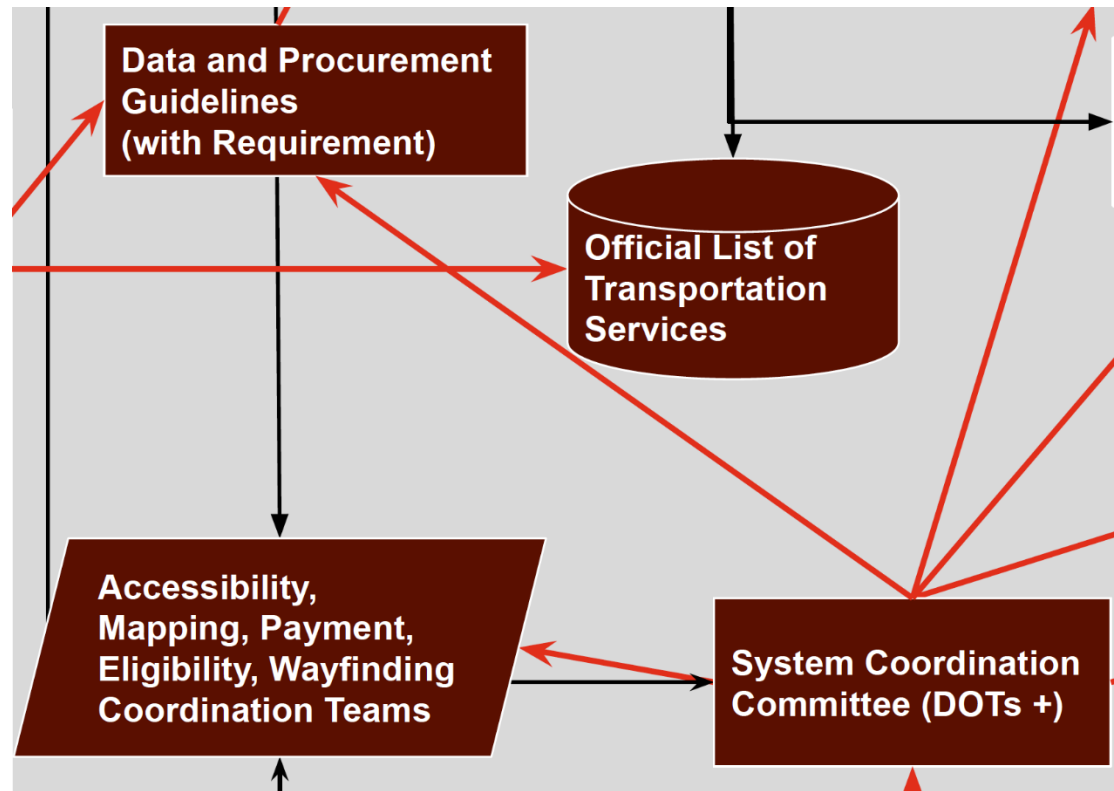 Data and Procurement
Guidelines
(with Requirement)
Official List of
Transportation
Services
Accessibility,
Mapping, Payment,
Eligibility, Wayfinding
Coordination Teams
System Coordination
Committee (DOTs +)